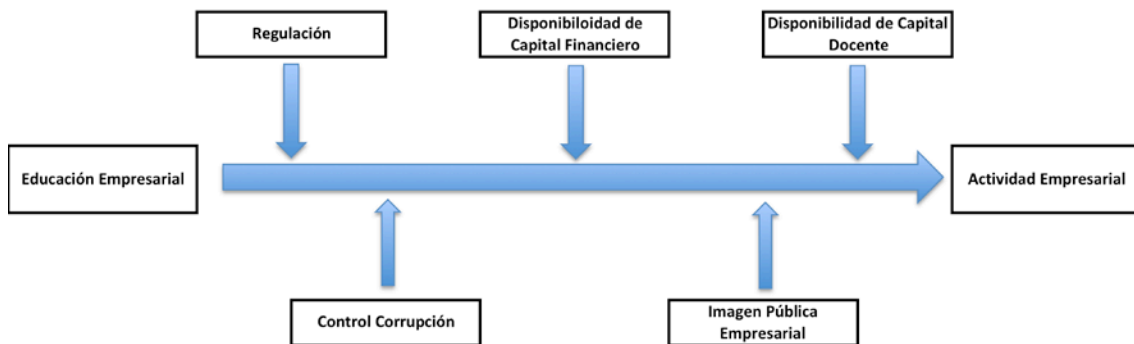 Regulación
Disponibiloidad de
Capital Financiero
Disponibilidad de Capital
Docente
Educación Empresarial
Actividad Empresarial
Control Corrupción
Imagen Pública
Empresarial